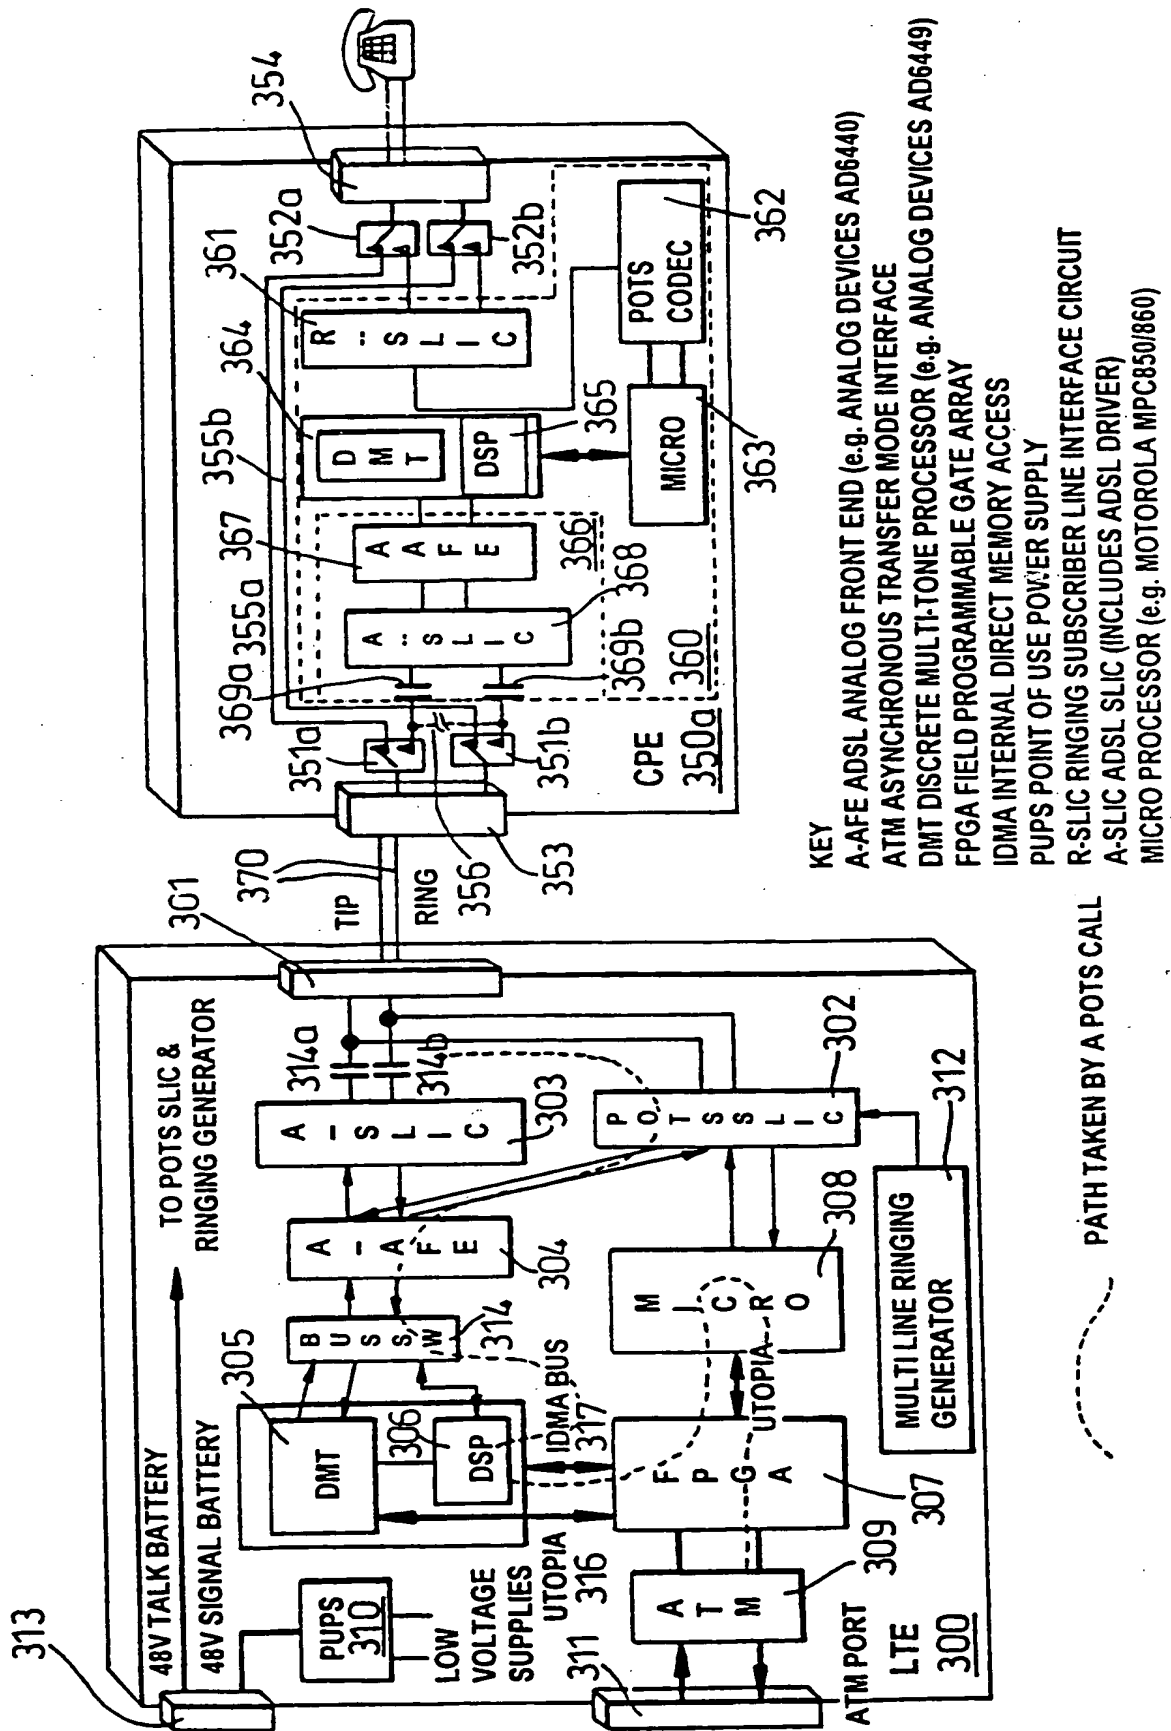 313
48V TALK BATTERY
48V SIGNAL BATTERY
TO POTS SLIC &
RINGING GENERATOR
PUPS
310
LOW
VOLTAGE
SUPPLIES
305
DMT
306
DSP
BUSSW
314
A-AFE
304
A-SLIC
303
314a
314b
301
UTOPIA
316
IDMA BUS
317
311
ATM PORT
ATM
309
FPGA
307
UTOPIA
MICRO
308
POTSSLIC
302
MULTILINE RINGING
GENERATOR
312
LTE
300
TIP
RING
370
353
356
351a
351b
369a
369b
355a
355b
367
364
361
352a
352b
354
A-SLIC
368
A-AFE
366
DMT
DSP
365
R-SLIC
MICRO
363
POTS
CODEC
362
360
CPE
350a
PATH TAKEN BY A POTS CALL
KEY
A-AFE ADSL ANALOG FRONT END (e.g. ANALOG DEVICES AD6440)
ATM ASYNCHRONOUS TRANSFER MODE INTERFACE
DMT DISCRETE MULTI-TONE PROCESSOR (e.g. ANALOG DEVICES AD6449)
FPGA FIELD PROGRAMMABLE GATE ARRAY
IDMA INTERNAL DIRECT MEMORY ACCESS
PUPS POINT OF USE POWER SUPPLY
R-SLIC RINGING SUBSCRIBER LINE INTERFACE CIRCUIT
A-SLIC ADSL SLIC (INCLUDES ADSL DRIVER)
MICRO PROCESSOR (e.g. MOTOROLA MPC850/860)